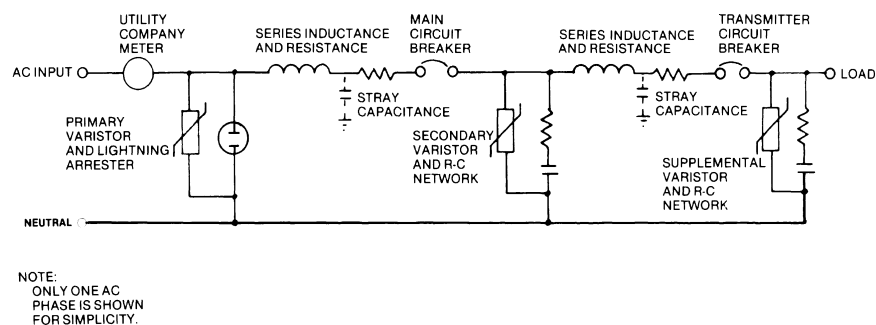 UTILITY
COMPANY
METER
SERIES INDUCTANCE
AND RESISTANCE
MAIN
CIRCUIT
BREAKER
SERIES INDUCTANCE
AND RESISTANCE
TRANSMITTER
CIRCUIT
BREAKER
AC INPUT
LOAD
STRAY
CAPACITANCE
STRAY
CAPACITANCE
PRIMARY
VARISTOR
AND LIGHTNING
ARRESTER
SECONDARY
VARISTOR
AND R-C
NETWORK
SUPPLEMENTAL
VARISTOR
AND R-C
NETWORK
NEUTRAL
NOTE:
ONLY ONE AC
PHASE IS SHOWN
FOR SIMPLICITY.